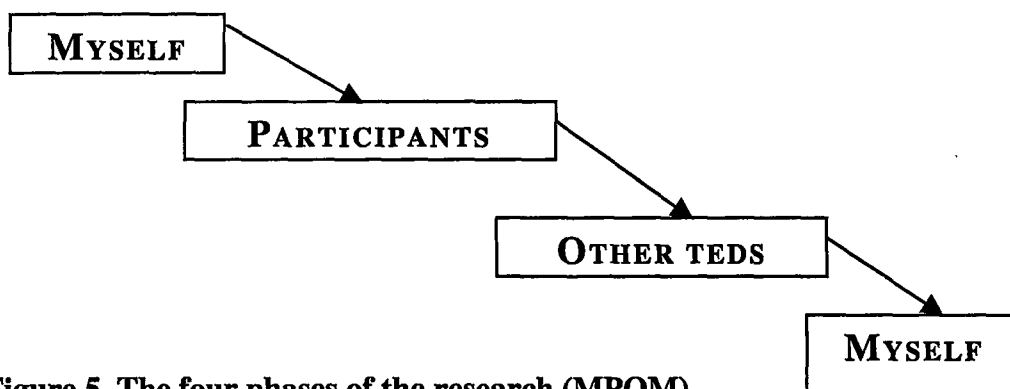 MYSELF
PARTICIPANTS
OTHER TEDS
MYSELF
Figure 5. The four phases of the research (MPOM)